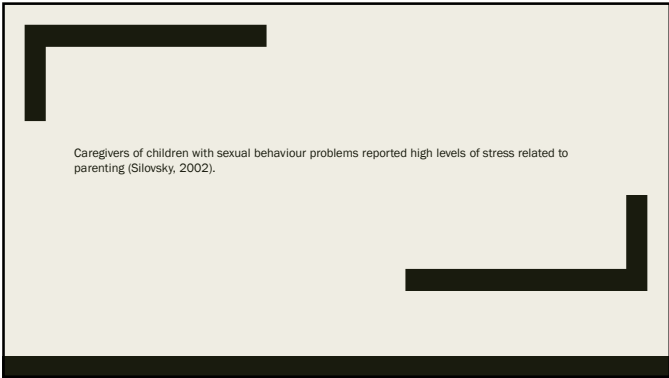 Caregivers of children with sexual behaviour problems reported high levels of stress related to
parenting (Silovsky, 2002).